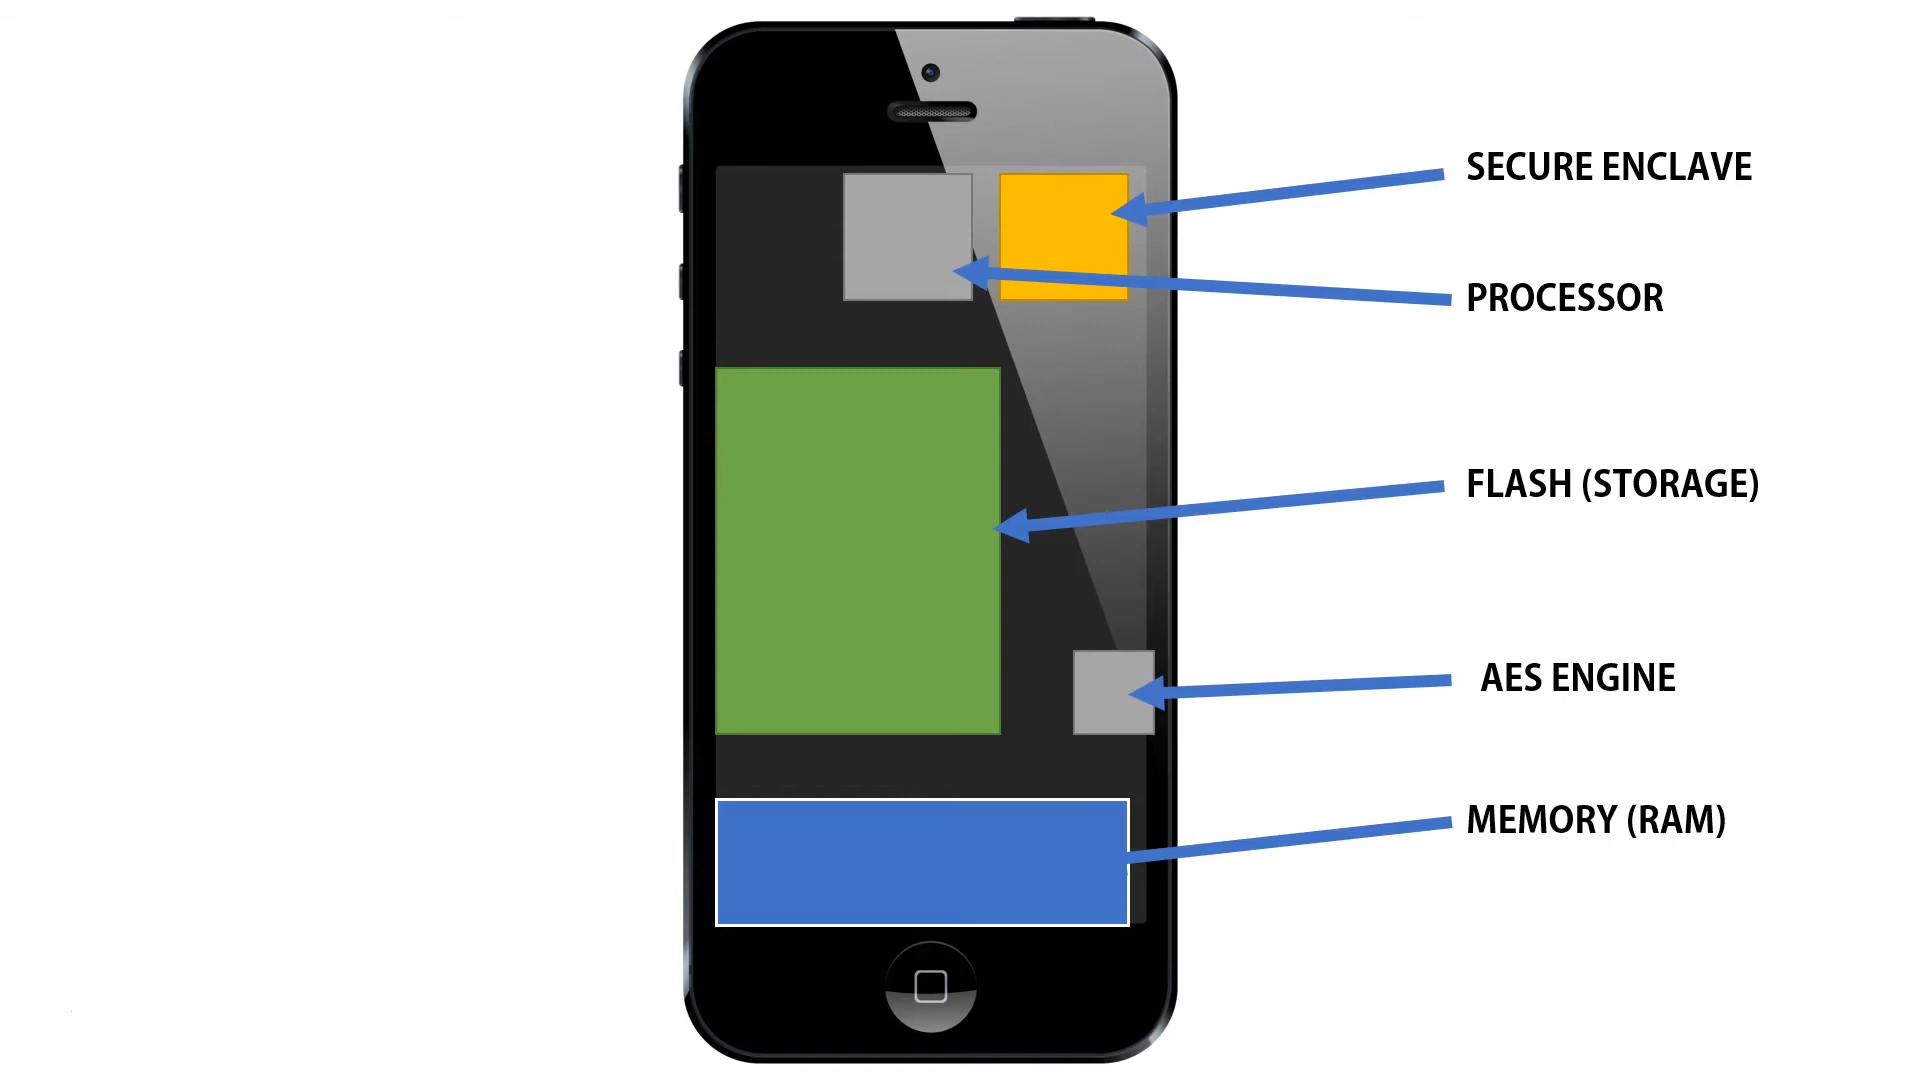 SECURE ENCLAVE
PROCESSOR
FLASH (STORAGE)
AES ENGINE
MEMORY (RAM)